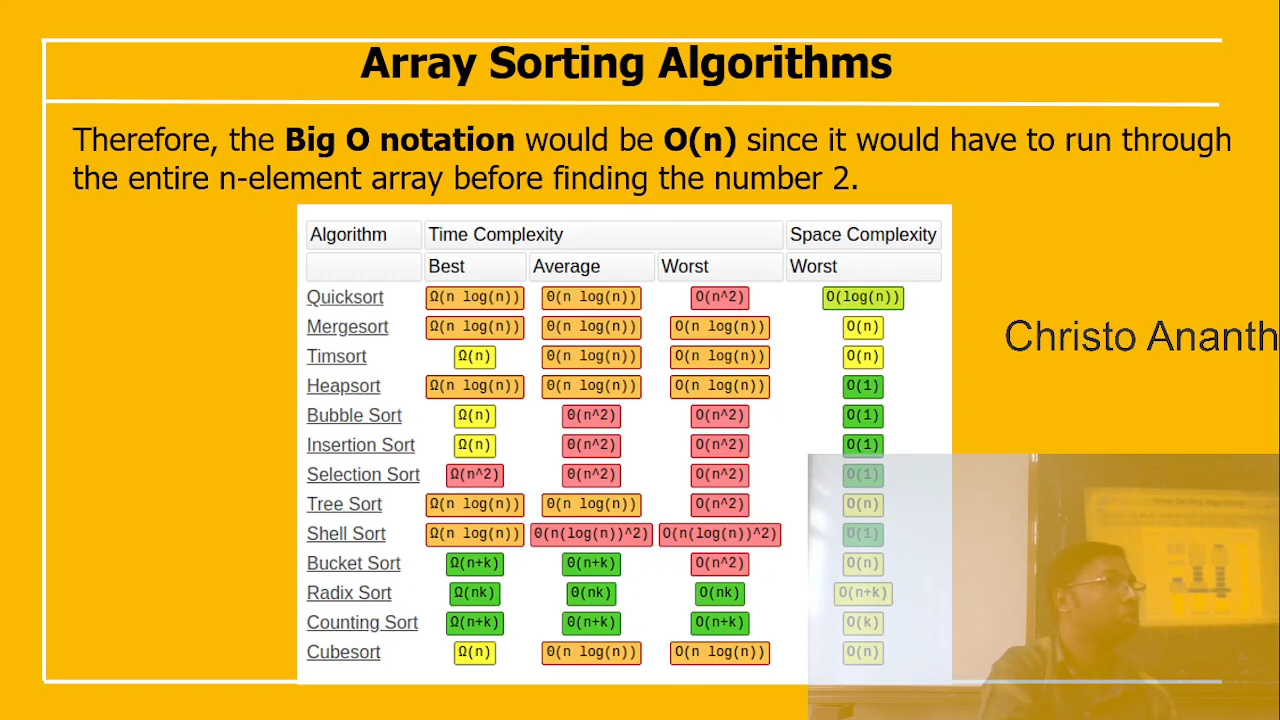 Array Sorting Algorithms
Therefore, the Big O notation would be O(n) since it would have to run through
the entire n-element array before finding the number 2.
Algorithm Time Complexity Space Complexity
Best Average Worst Worst
Quicksort Ω(n log(n)) Θ(n log(n)) O(n^2) O(log(n))
Mergesort Ω(n log(n)) Θ(n log(n)) O(n log(n)) O(n)
Timsort Ω(n) Θ(n log(n)) O(n log(n)) O(n)
Heapsort Ω(n log(n)) Θ(n log(n)) O(n log(n)) O(1)
Bubble Sort Ω(n) Θ(n^2) O(n^2) O(1)
Insertion Sort Ω(n) Θ(n^2) O(n^2) O(1)
Selection Sort Ω(n^2) Θ(n^2) O(n^2) O(1)
Tree Sort Ω(n log(n)) Θ(n log(n)) O(n^2) O(n)
Shell Sort Ω(n log(n)) Θ(n(log(n))^2) O(n(log(n))^2) O(1)
Bucket Sort Ω(n+k) Θ(n+k) O(n^2) O(n)
Radix Sort Ω(nk) Θ(nk) O(nk) O(n+k)
Counting Sort Ω(n+k) Θ(n+k) O(n+k) O(k)
Cubesort Ω(n) Θ(n log(n)) O(n log(n)) O(n)
Christo Ananth